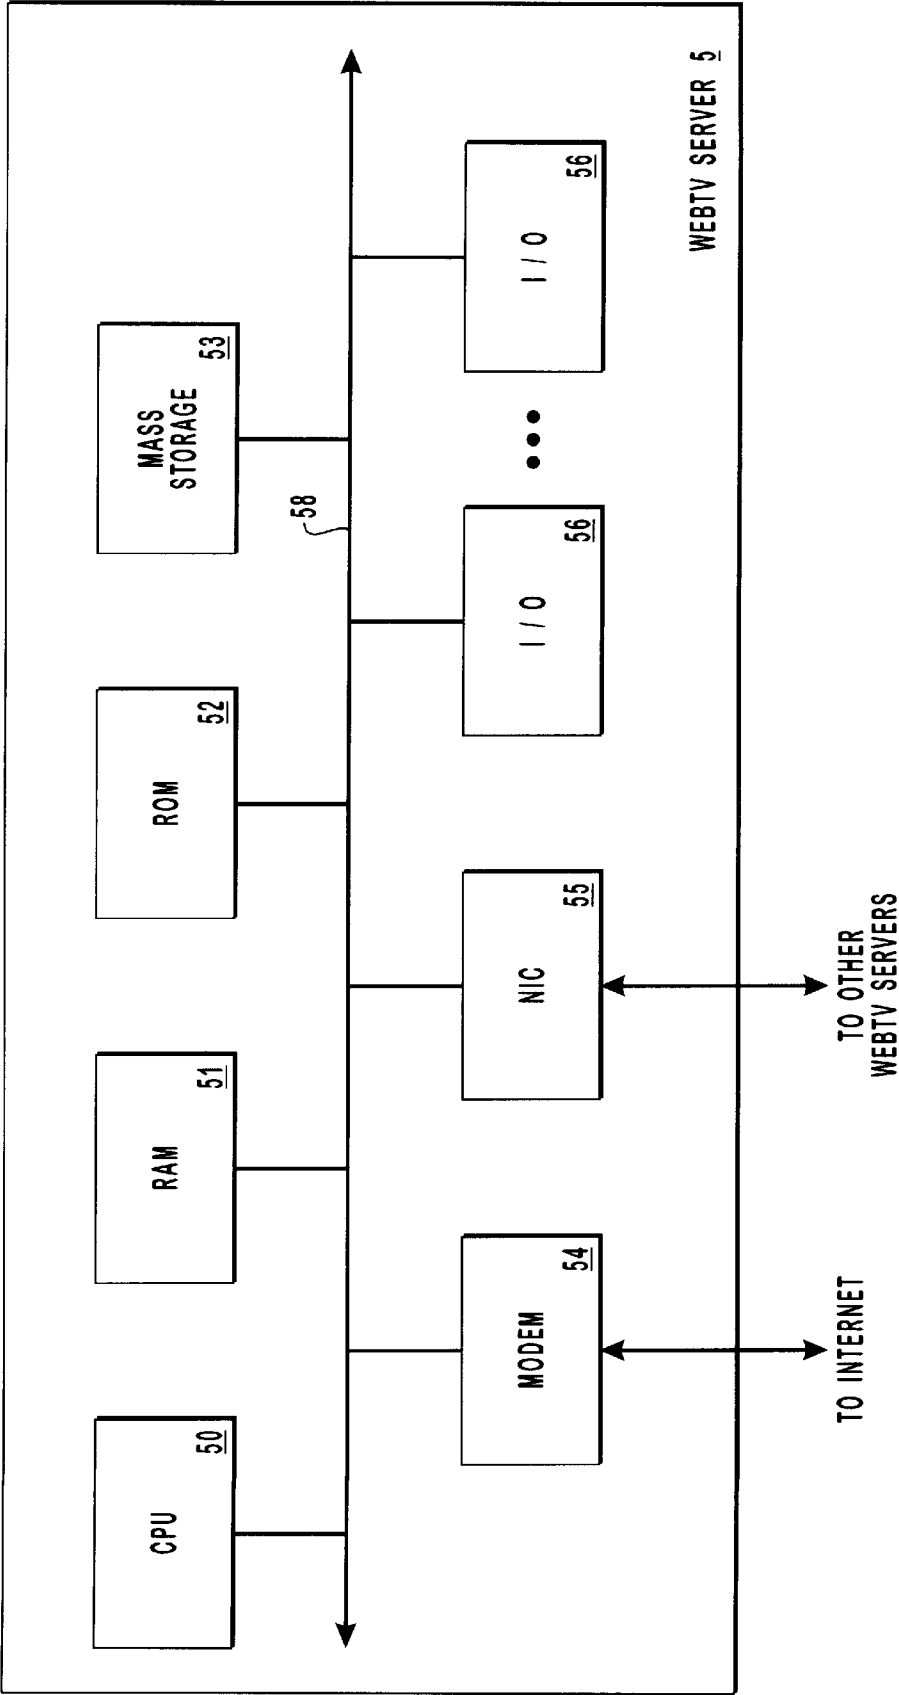 CPU
50
RAM
51
ROM
52
MASS
STORAGE
53
58
MODEM
54
NIC
55
I / O
56
I / O
56
WEBTV SERVER 5
TO INTERNET
TO OTHER
WEBTV SERVERS